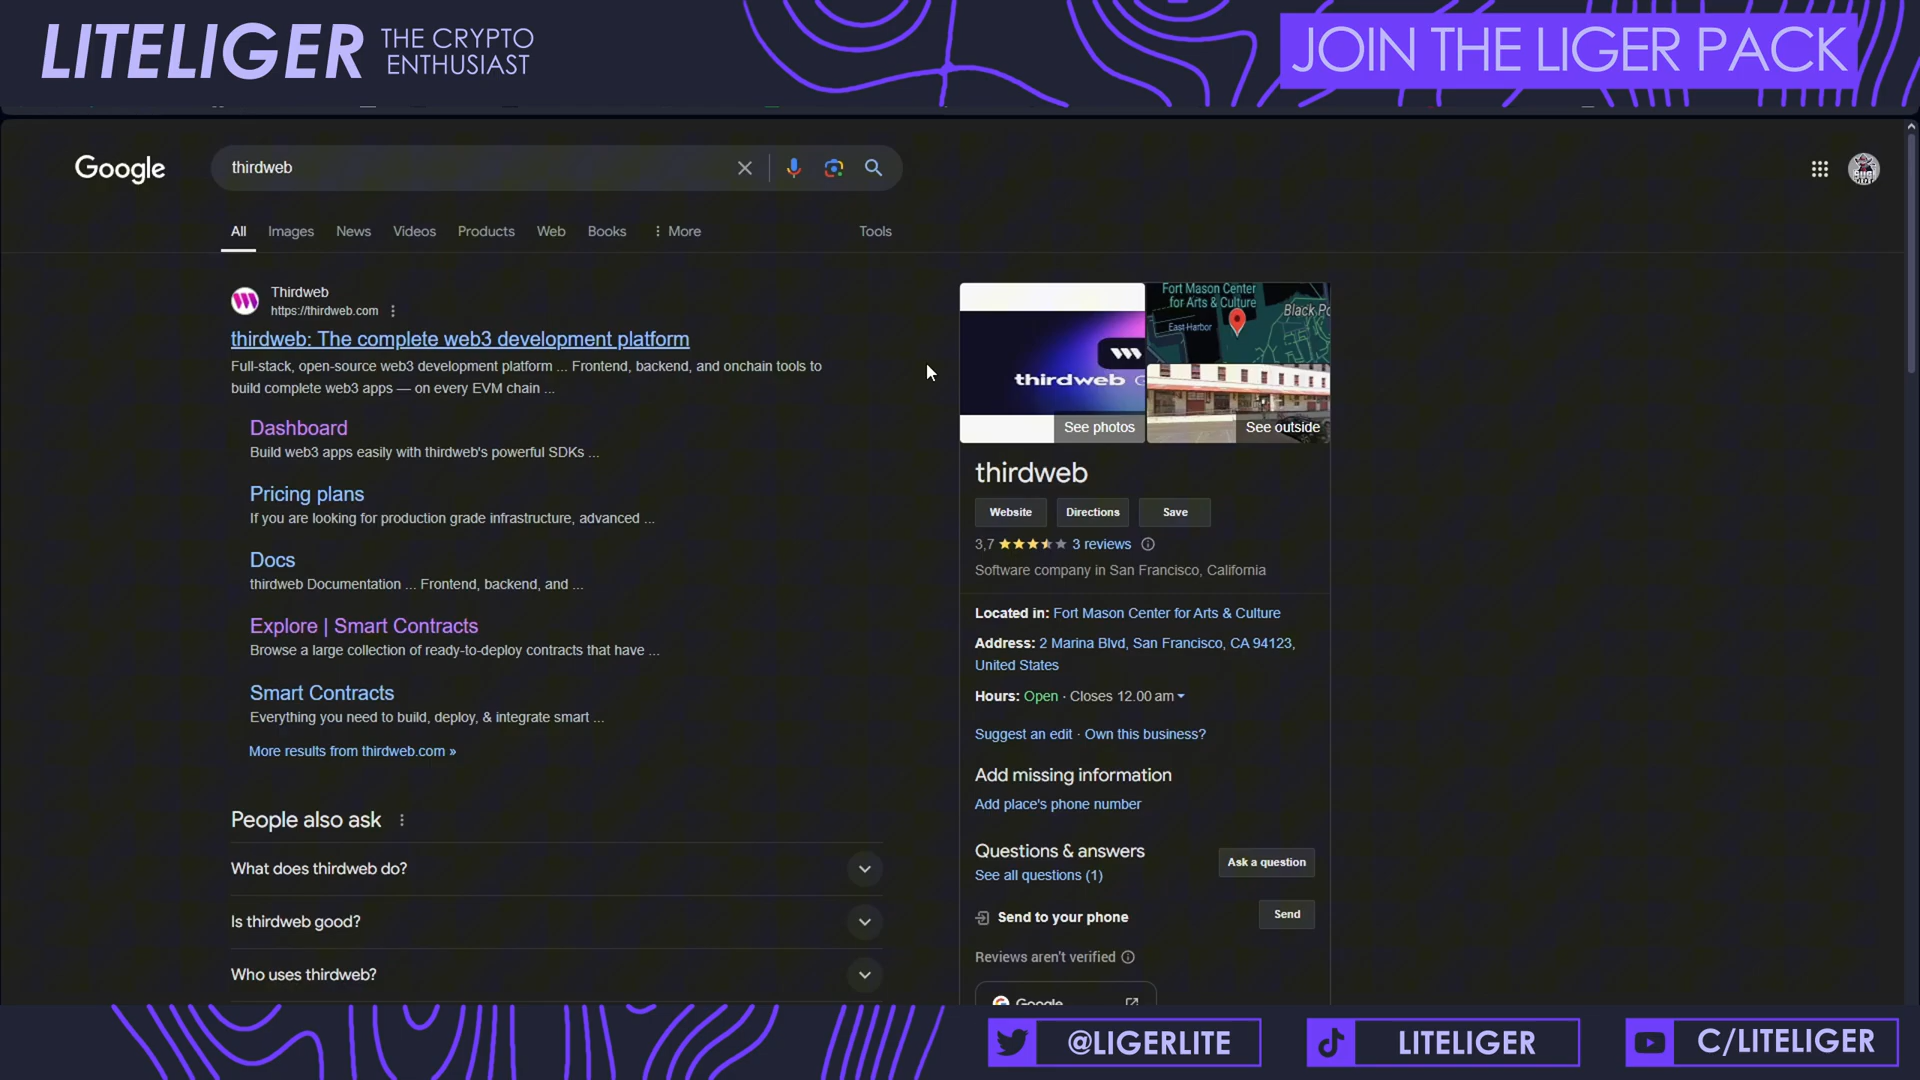 LITELIGER
THE CRYPTO
ENTHUSIAST
JOIN THE LIGER PACK
Google
thirdweb
All
Images
News
Videos
Products
Web
Books
More
Tools
Thirdweb
https://thirdweb.com
thirdweb: The complete web3 development platform
Full-stack, open-source web3 development platform ... Frontend, backend, and onchain tools to
build complete web3 apps — on every EVM chain ...
Dashboard
Build web3 apps easily with thirdweb's powerful SDKs ...
Pricing plans
If you are looking for production grade infrastructure, advanced ...
Docs
thirdweb Documentation ... Frontend, backend, and ...
Explore | Smart Contracts
Browse a large collection of ready-to-deploy contracts that have ...
Smart Contracts
Everything you need to build, deploy, & integrate smart ...
More results from thirdweb.com »
People also ask
What does thirdweb do?
Is thirdweb good?
Who uses thirdweb?
thirdweb
See photos
Fort Mason Center
for Arts & Culture
East Harbor
See outside
thirdweb
Website
Directions
Save
3,7
3 reviews
Software company in San Francisco, California
Located in: Fort Mason Center for Arts & Culture
Address: 2 Marina Blvd, San Francisco, CA 94123,
United States
Hours: Open · Closes 12.00 am
Suggest an edit · Own this business?
Add missing information
Add place's phone number
Questions & answers
See all questions (1)
Ask a question
Send to your phone
Send
Reviews aren't verified
Google
@LIGERLITE
LITELIGER
C/LITELIGER